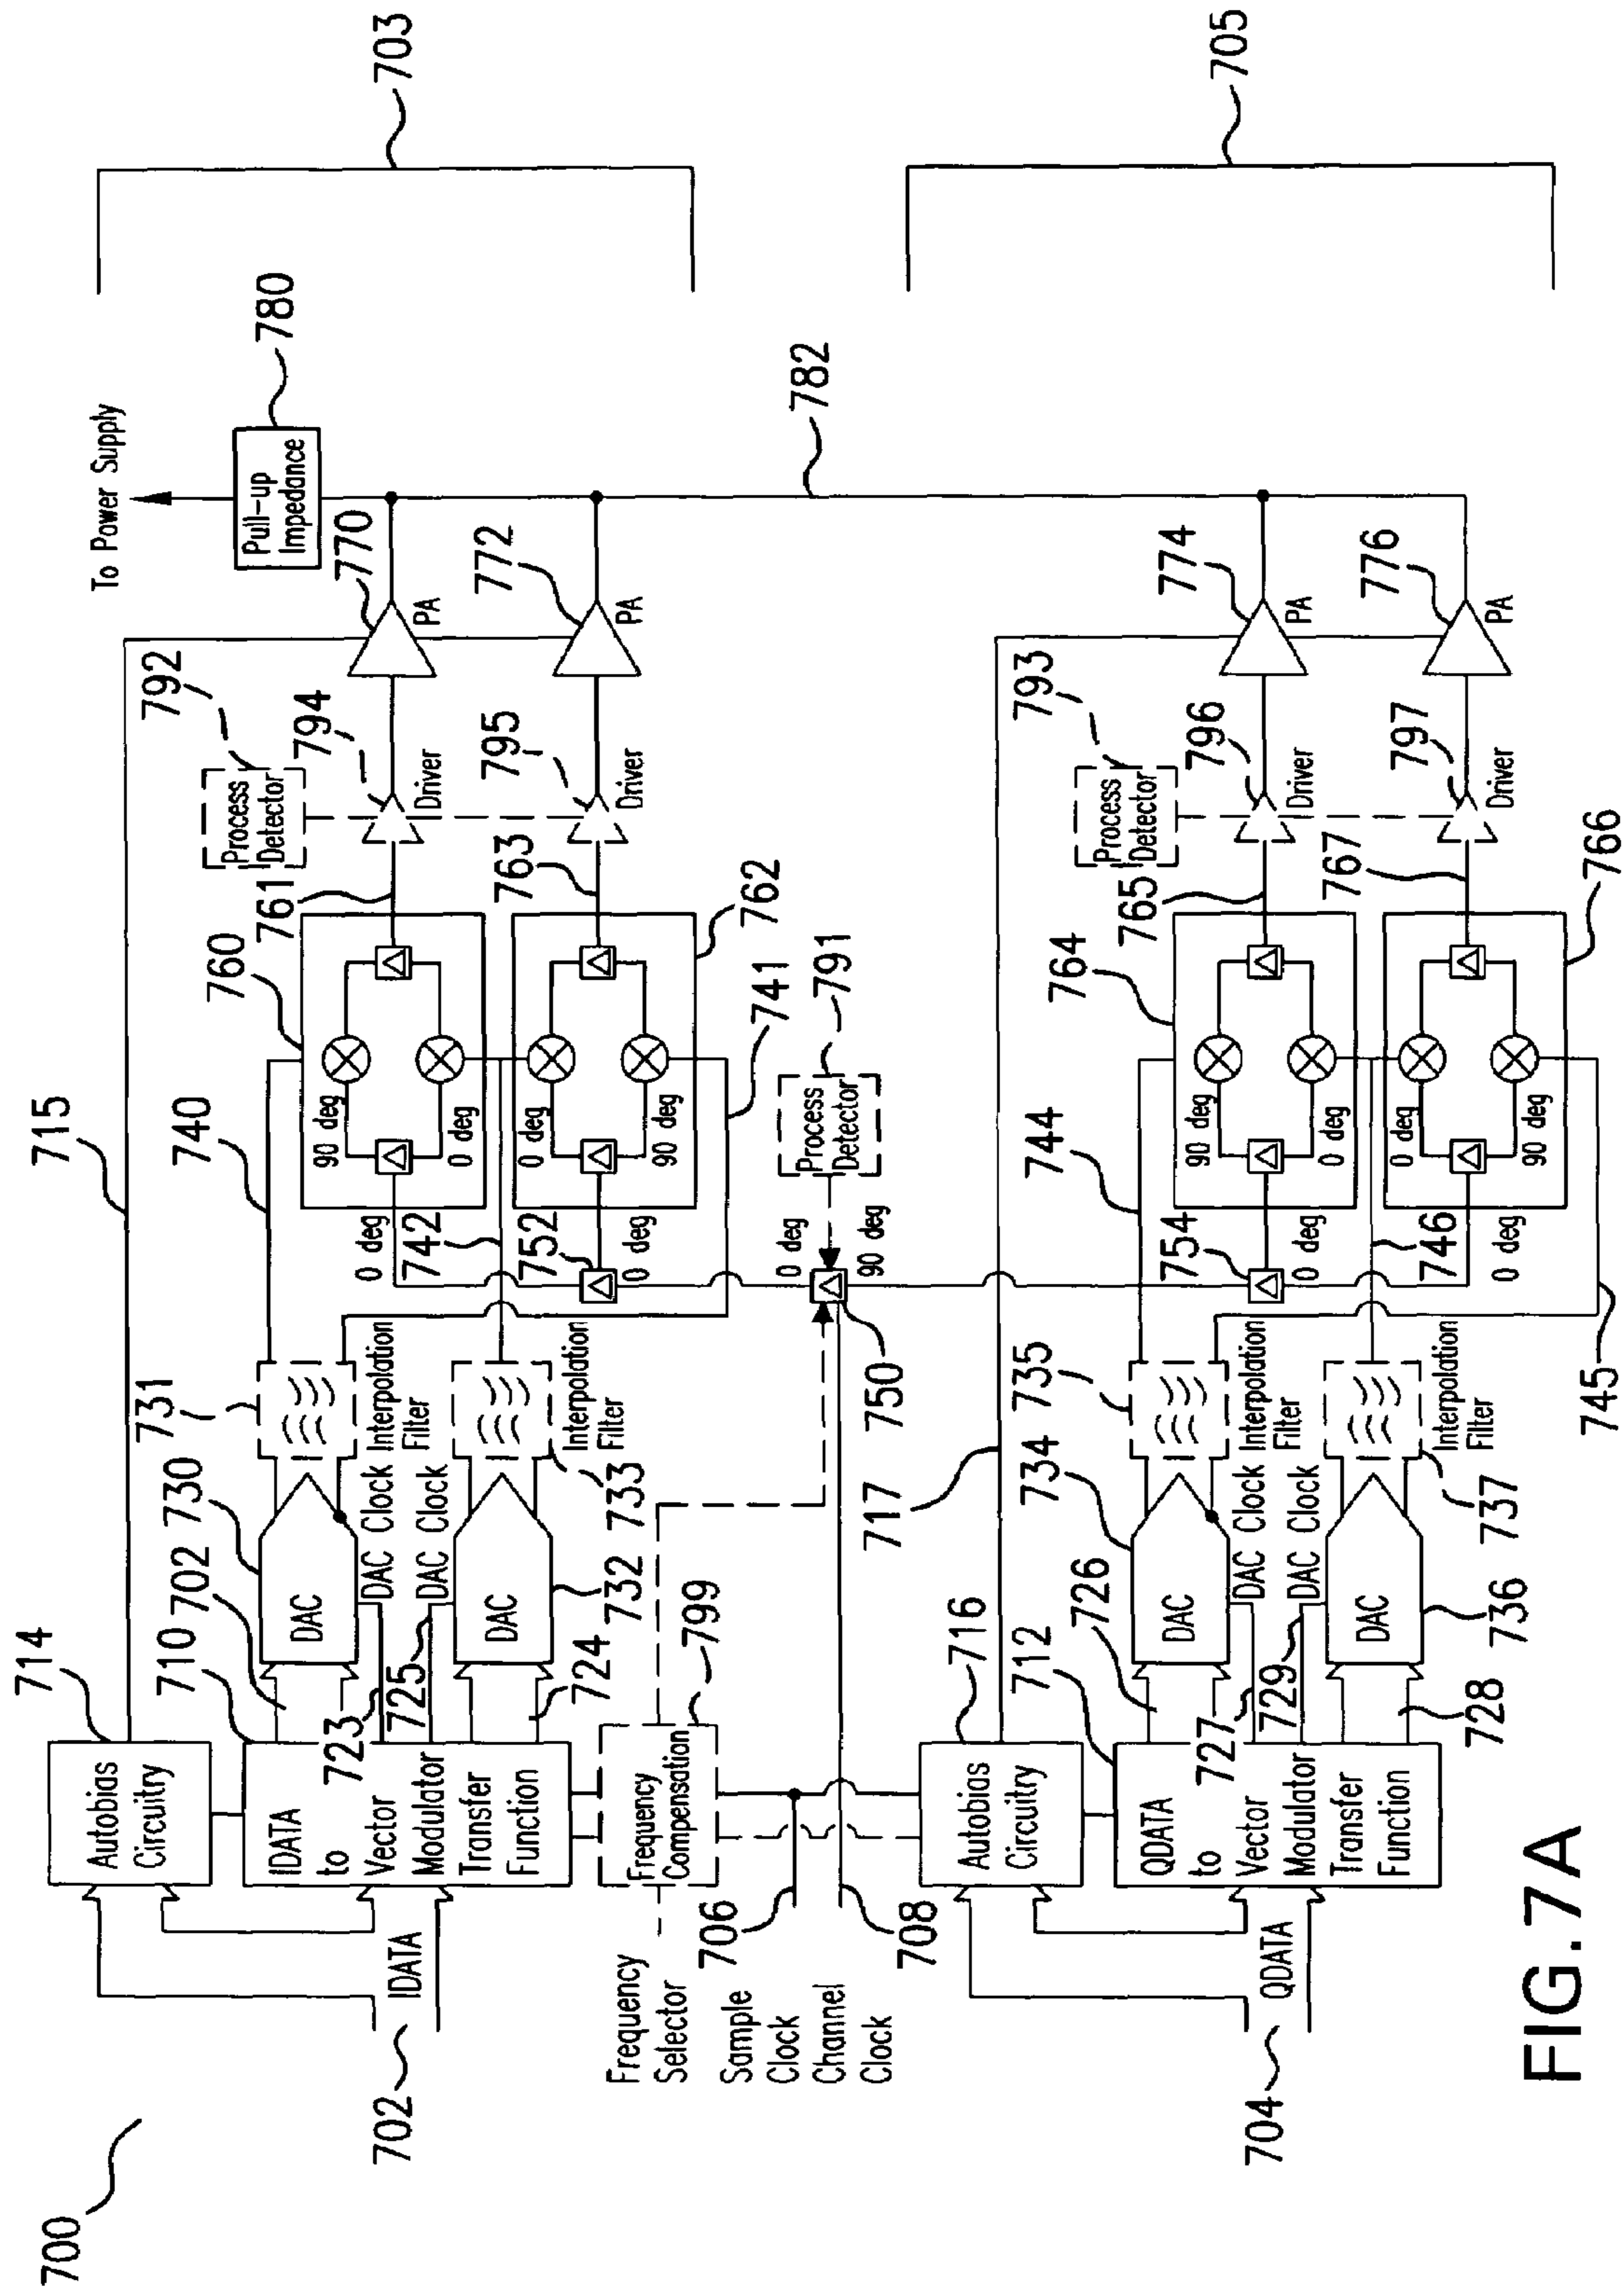 700
702
IDATA
714
Autobias
Circuitry
715
710
IDATA
to
Vector
Modulator
Transfer
Function
702
723
725
724
730
DAC
DAC Clock
DAC Clock
DAC
732
731
Interpolation
Filter
733
Interpolation
Filter
740
742
741
0 deg
752
0 deg
760
90 deg
0 deg
0 deg
90 deg
762
761
763
792
Process
Detector
794
Driver
795
Driver
770
PA
772
PA
To Power Supply
Pull-up
Impedance
780
782
703
Frequency
Selector
Frequency
Compensation
799
Sample
Clock
706
Channel
Clock
708
750
0 deg
90 deg
Process
Detector
791
704
QDATA
716
Autobias
Circuitry
717
712
QDATA
to
Vector
Modulator
Transfer
Function
726
727
729
728
734
DAC
DAC Clock
DAC Clock
DAC
736
735
Interpolation
Filter
737
Interpolation
Filter
744
746
745
754
0 deg
0 deg
764
90 deg
0 deg
0 deg
90 deg
766
765
767
793
Process
Detector
796
Driver
797
Driver
774
PA
776
PA
705
FIG.7A